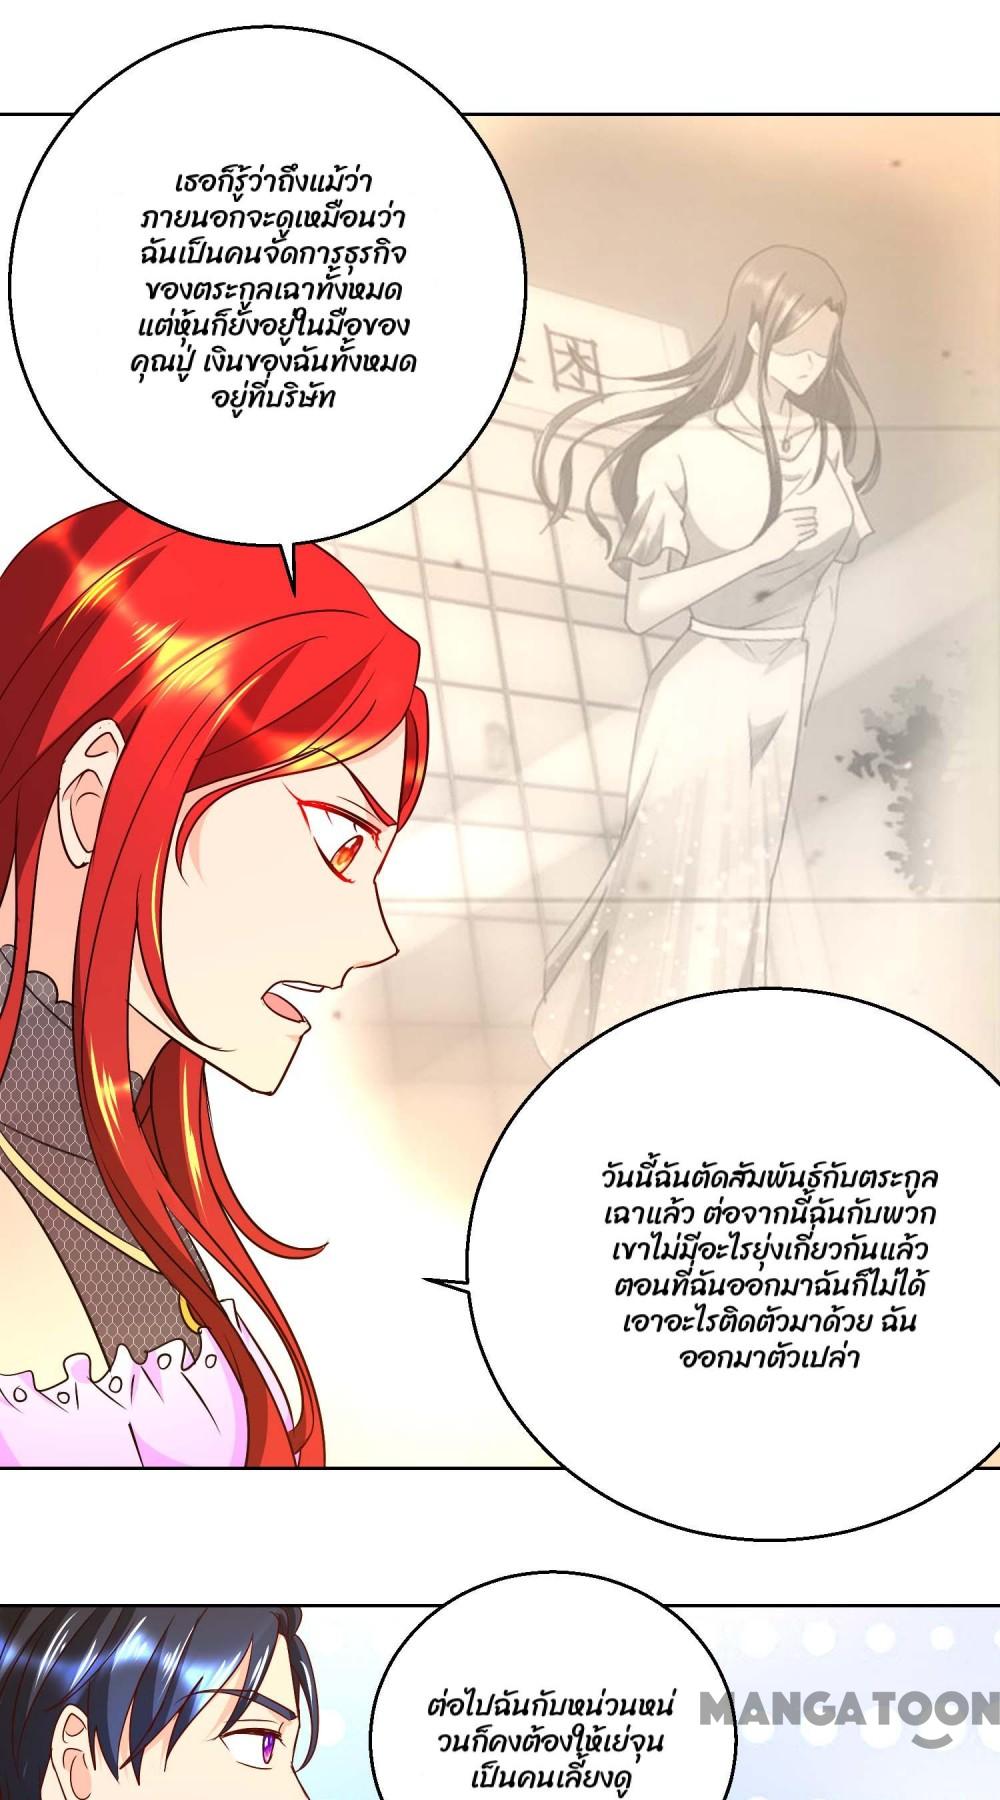 เธอก็รู้ว่าถึงแม้ว่า
ภายนอกจะดูเหมือนว่า
ฉันเป็นคนจัดการธุรกิจ
ของตระกูลเฉาทั้งหมด
แต่หุ้นก็ยังอยู่ในมือของ
คุณปู่ เงินของฉันทั้งหมด
อยู่ที่บริษัท
วันนี้ฉันตัดสัมพันธ์กับตระกูล
เฉาแล้ว ต่อจากนี้ฉันกับพวก
เขาไม่มีอะไรยุ่งเกี่ยวกันแล้ว
ตอนที่ฉันออกมาฉันก็ไม่ได้
เอาอะไรติดตัวมาด้วย ฉัน
ออกมาตัวเปล่า
ต่อไปฉันกับหน่วนหน่
วนก็คงต้องให้เย่จุน
เป็นคนเลี้ยงดู
MANGATOON